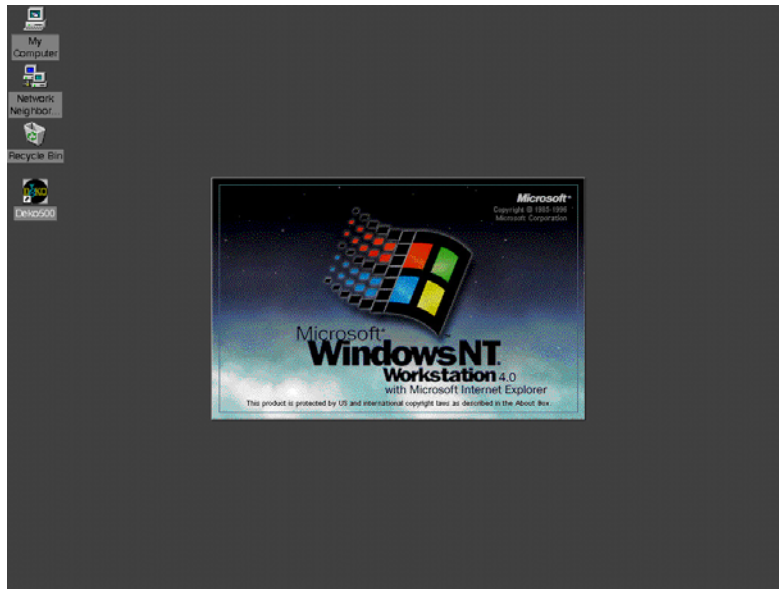 My
Computer
Network
Neighbor...
Recycle Bin
DEKO
Deko500
Microsoft
Copyright © 1985-1996
Microsoft Corporation
Microsoft
Windows NT
Workstation 4.0
with Microsoft Internet Explorer
This product is protected by US and international copyright laws as described in the About Box.